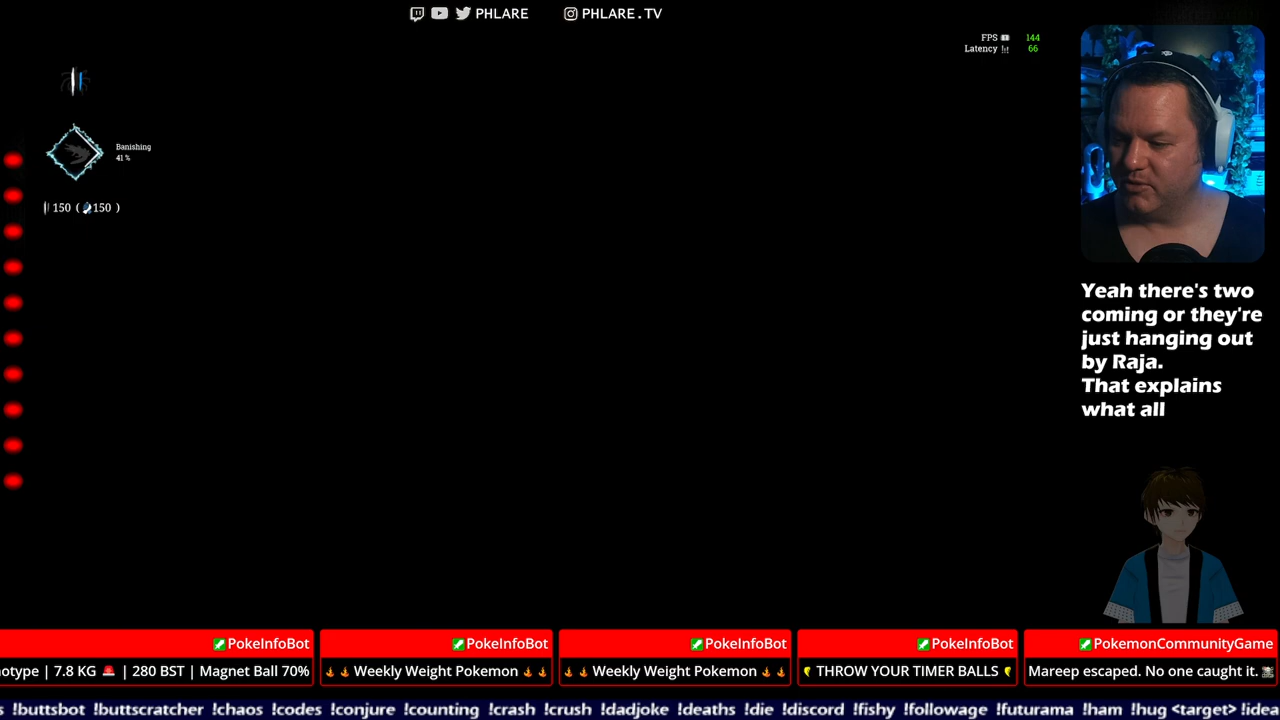 PHLARE PHLARE.TV
FPS 144
Latency 66
Banishing
41%
150 ( 150 )
Yeah there's two
coming or they're
just hanging out
by Raja.
That explains
what all
PokeInfoBot PokeInfoBot PokeInfoBot PokeInfoBot PokemonCommunityGame
otype | 7.8 KG 🚨 | 280 BST | Magnet Ball 70% 🔥🔥 Weekly Weight Pokemon 🔥🔥 🔥🔥 Weekly Weight Pokemon 🔥🔥 THROW YOUR TIMER BALLS Mareep escaped. No one caught it.
s !buttsbot !buttscratcher !chaos !codes !conjure !counting !crash !crush !dadjoke !deaths !die !discord !fishy !followage !futurama !ham !hug <target> !idea